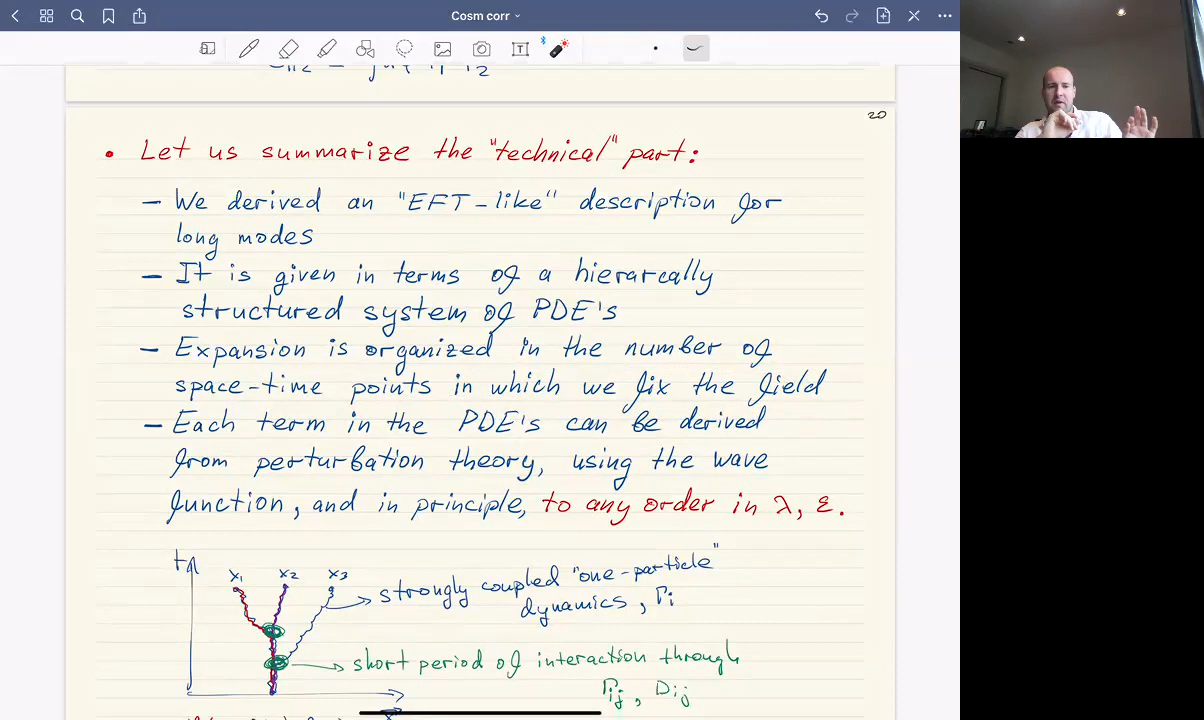 Cosm corr
20
• Let us summarize the "technical" part:
– We derived an "EFT-like" description for
long modes
– It is given in terms of a hierarcally
structured system of PDE's
– Expansion is organized in the number of
space-time points in which we fix the field
– Each term in the PDE's can be derived
from perturbation theory, using the wave
function, and in principle, to any order in λ, ε.
t
x₁ x₂ x₃
strongly coupled "one-particle"
dynamics, Γi
short period of interaction through
Γij, Dij